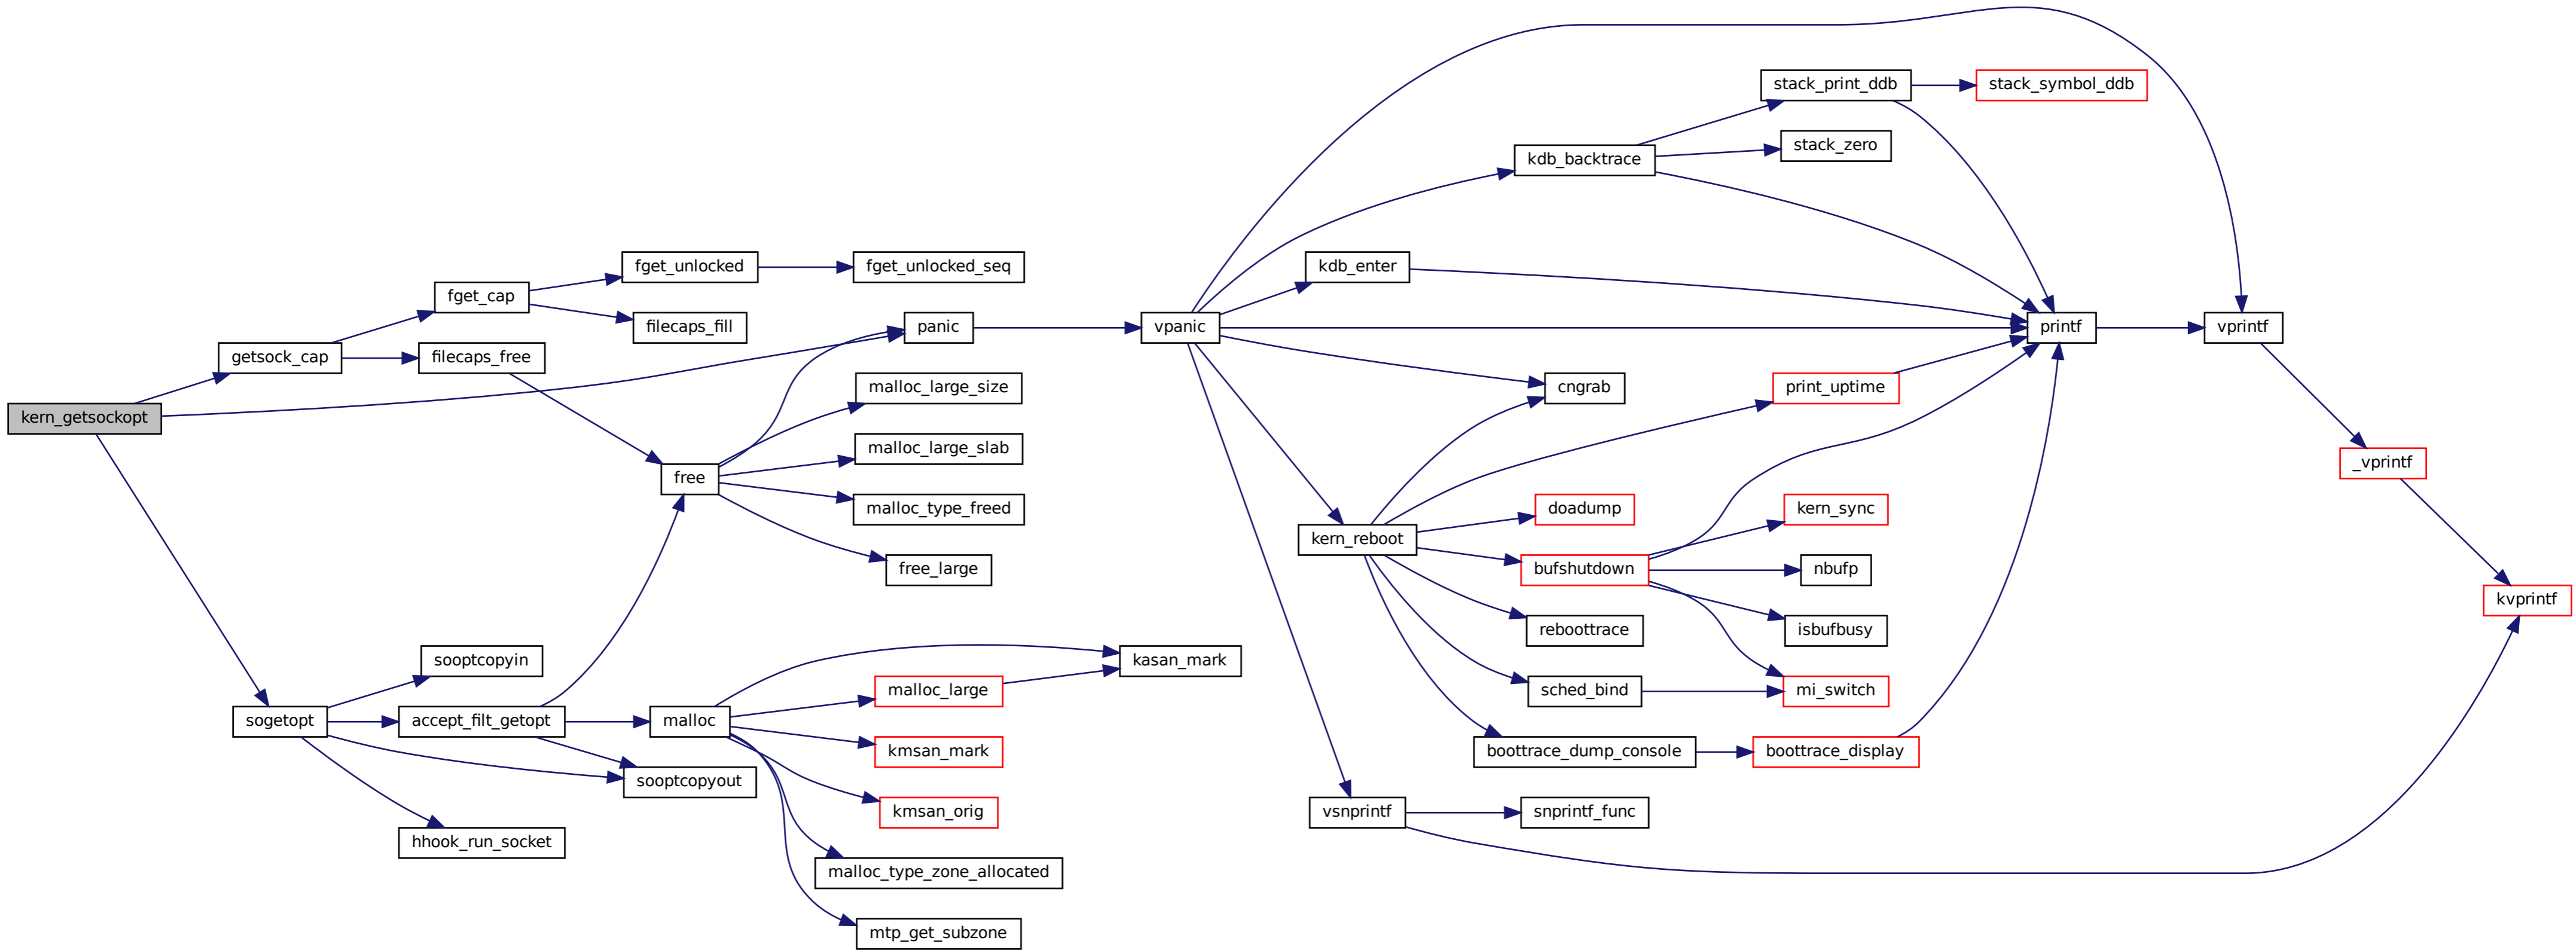 kern_getsockopt
getsock_cap
fget_cap
fget_unlocked
fget_unlocked_seq
filecaps_fill
filecaps_free
free
panic
vpanic
kdb_backtrace
stack_print_ddb
stack_symbol_ddb
stack_zero
printf
vprintf
_vprintf
kvprintf
kdb_enter
cngrab
kern_reboot
print_uptime
doadump
bufshutdown
kern_sync
nbufp
isbufbusy
mi_switch
reboottrace
sched_bind
boottrace_dump_console
boottrace_display
vsnprintf
snprintf_func
malloc_large_size
malloc_large_slab
malloc_type_freed
free_large
sogetopt
sooptcopyin
accept_filt_getopt
malloc
kasan_mark
malloc_large
kmsan_mark
kmsan_orig
malloc_type_zone_allocated
mtp_get_subzone
sooptcopyout
hhook_run_socket